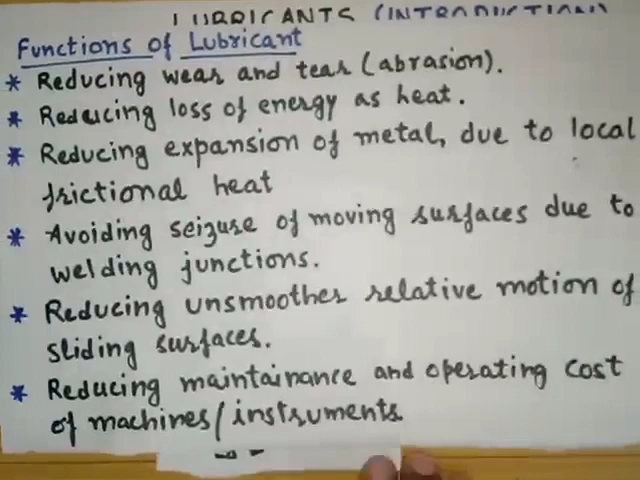 LUBRICANTS (INTRODUCTION)
Functions of Lubricant
* Reducing wear and tear (abrasion).
* Reducing loss of energy as heat.
* Reducing expansion of metal, due to local
frictional heat
* Avoiding seizure of moving surfaces due to
welding junctions.
* Reducing unsmoother relative motion of
sliding surfaces.
* Reducing maintainance and operating cost
of machines/instruments